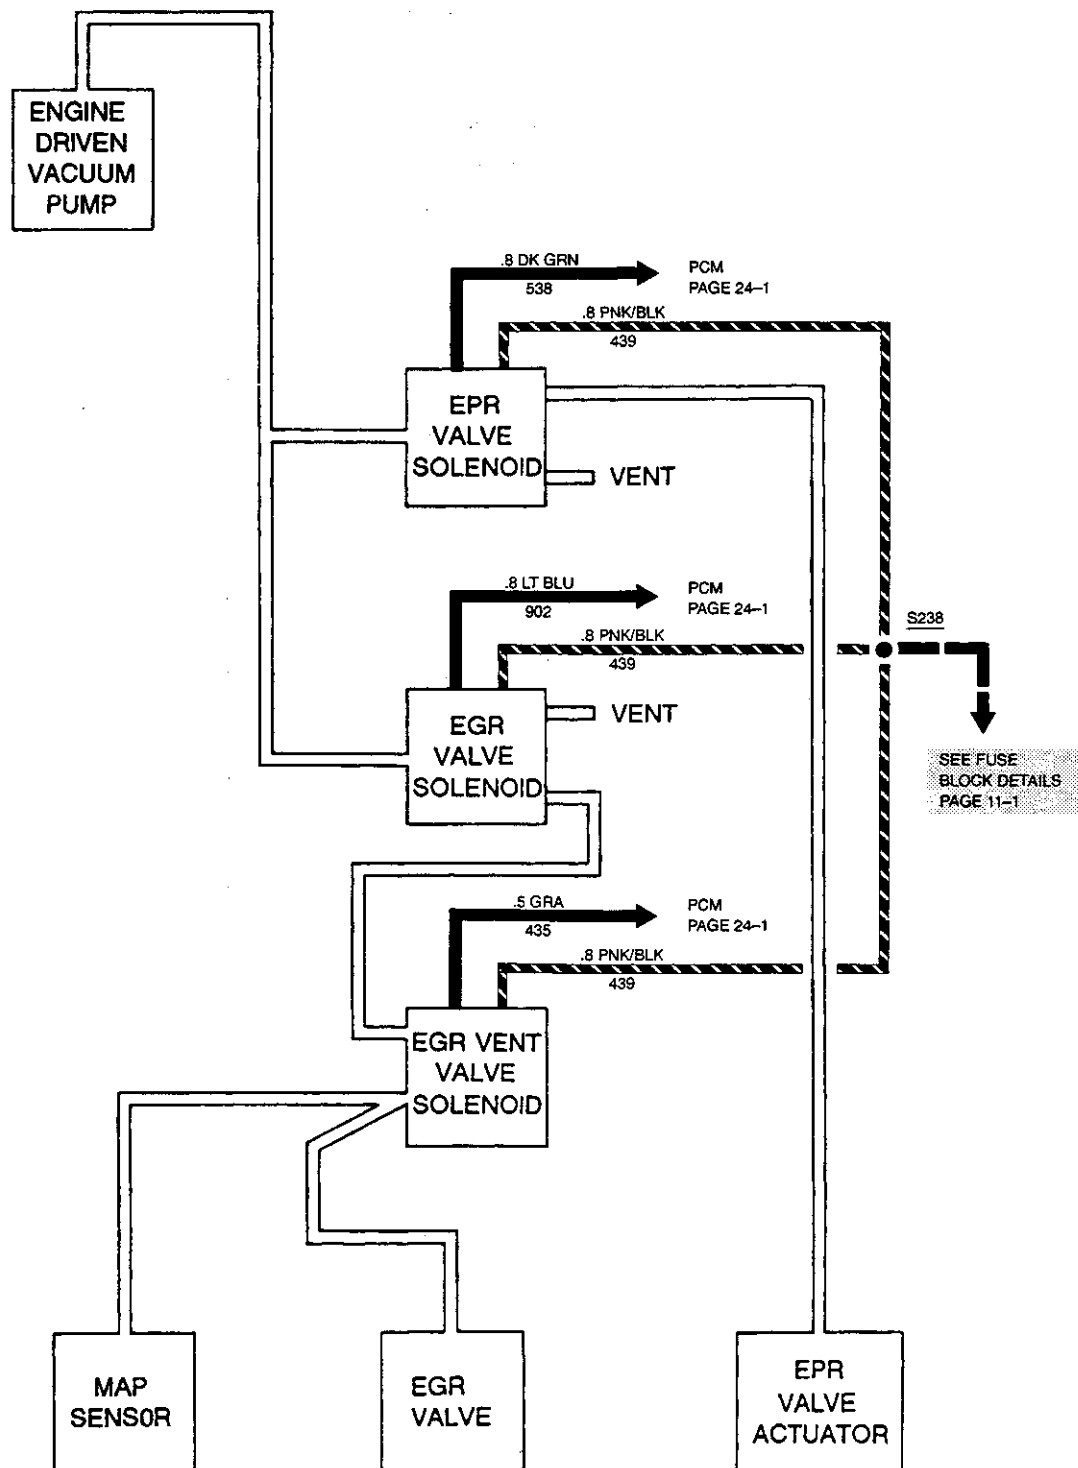 ENGINE
DRIVEN
VACUUM
PUMP
.8 DK GRN
538
PCM
PAGE 24-1
.8 PNK/BLK
439
EPR
VALVE
SOLENOID
VENT
.8 LT BLU
902
PCM
PAGE 24-1
.8 PNK/BLK
439
S238
EGR
VALVE
SOLENOID
VENT
SEE FUSE
BLOCK DETAILS
PAGE 11-1
.5 GRA
435
PCM
PAGE 24-1
.8 PNK/BLK
439
EGR VENT
VALVE
SOLENOID
MAP
SENSOR
EGR
VALVE
EPR
VALVE
ACTUATOR